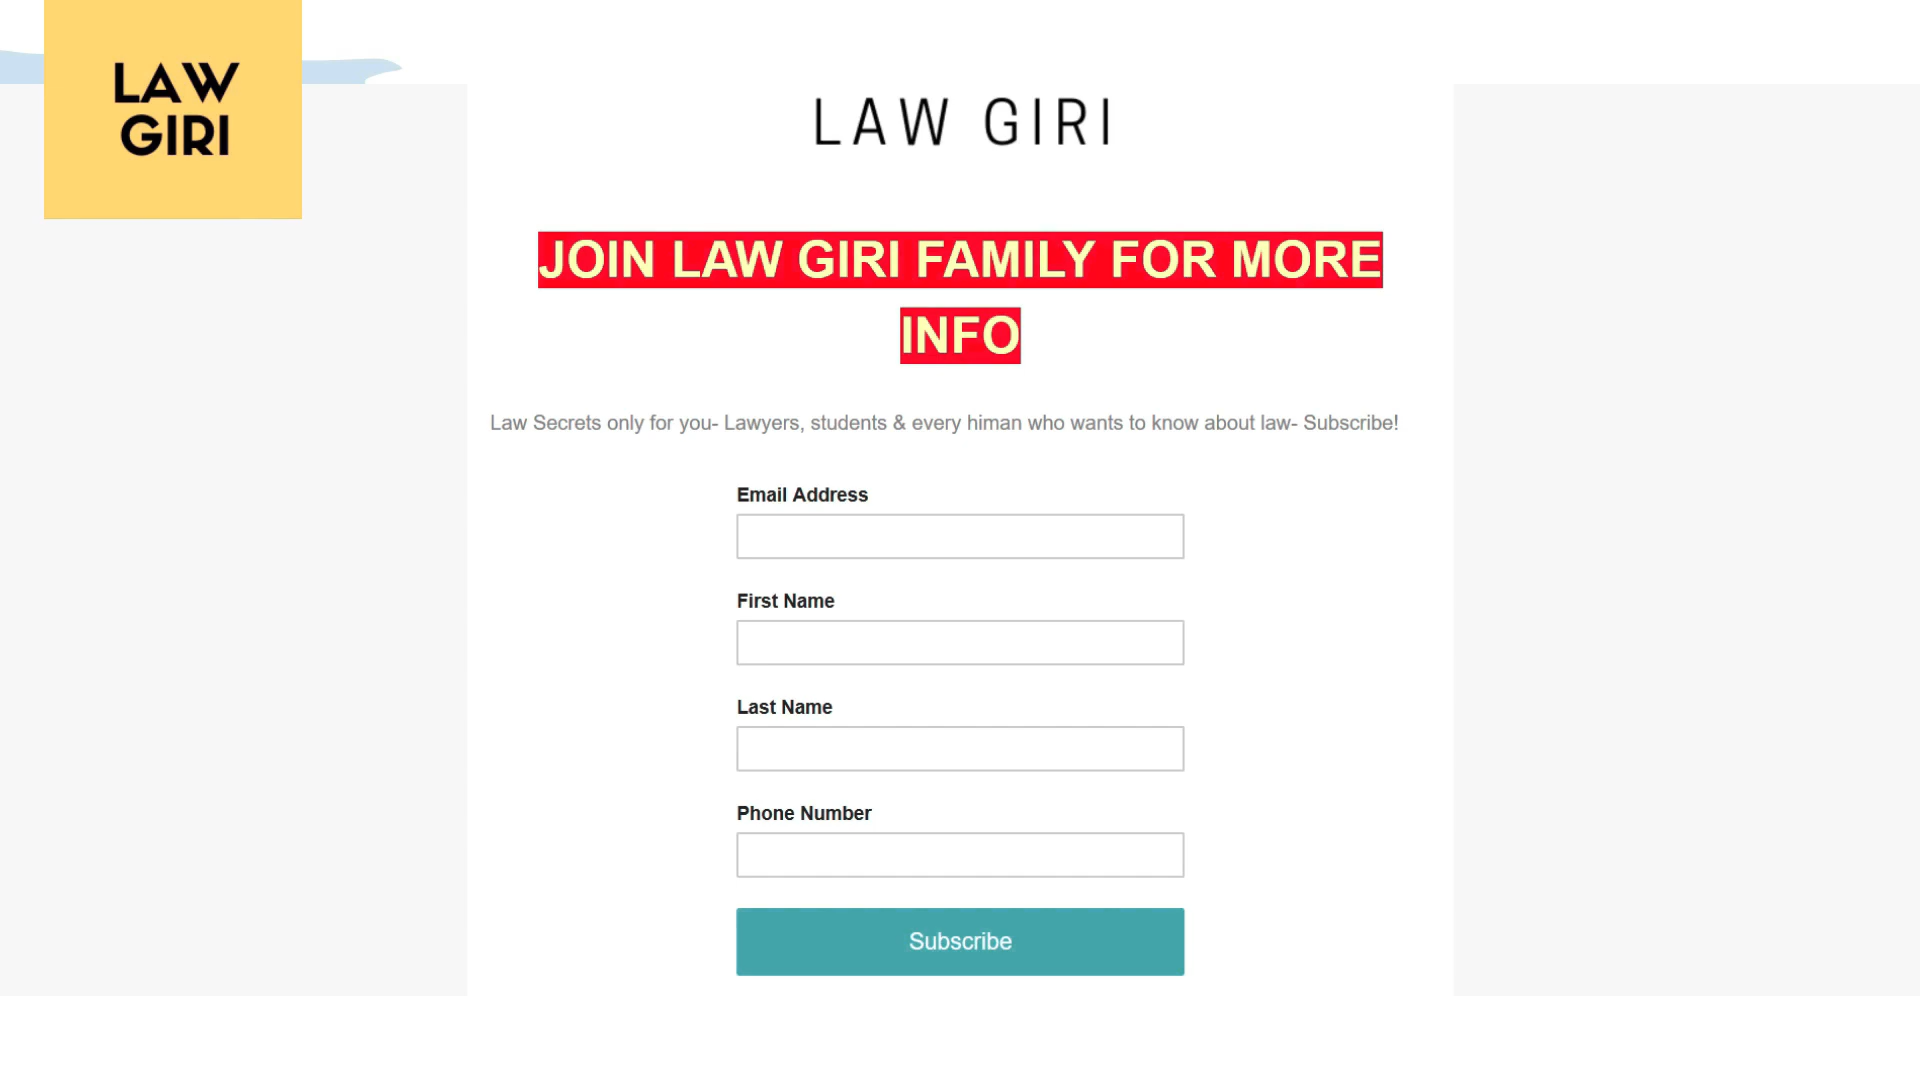 LAW
GIRI
LAW GIRI
JOIN LAW GIRI FAMILY FOR MORE
INFO
Law Secrets only for you- Lawyers, students & every himan who wants to know about law- Subscribe!
Email Address
First Name
Last Name
Phone Number
Subscribe